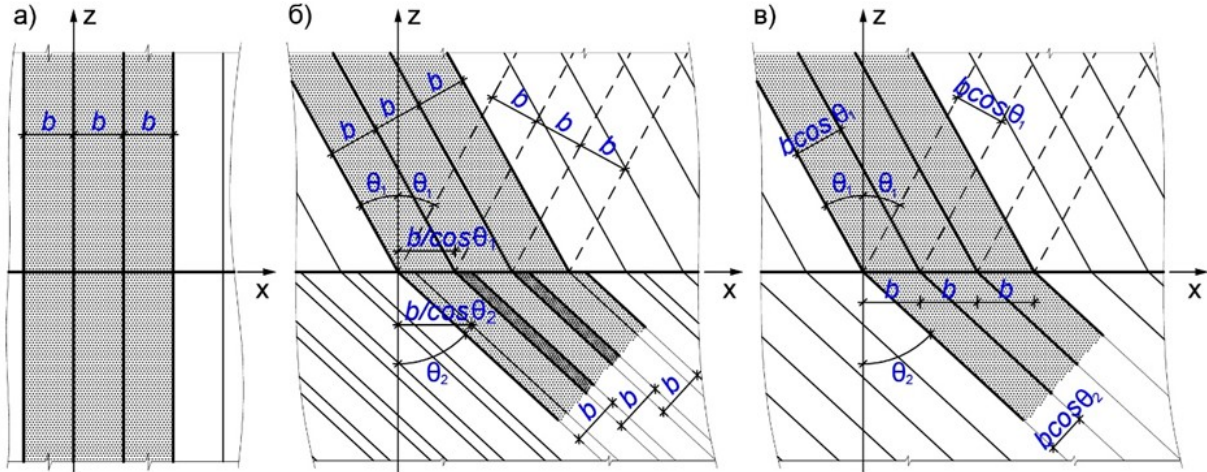 а)
z
b b b
x
б)
z
b b b
b b b
θ₁ θ₁
b/cosθ₁
x
b/cosθ₂
θ₂
b b b
в)
z
bcosθ₁
bcosθ₁
θ₁ θ₁
x
b b b
θ₂
bcosθ₂